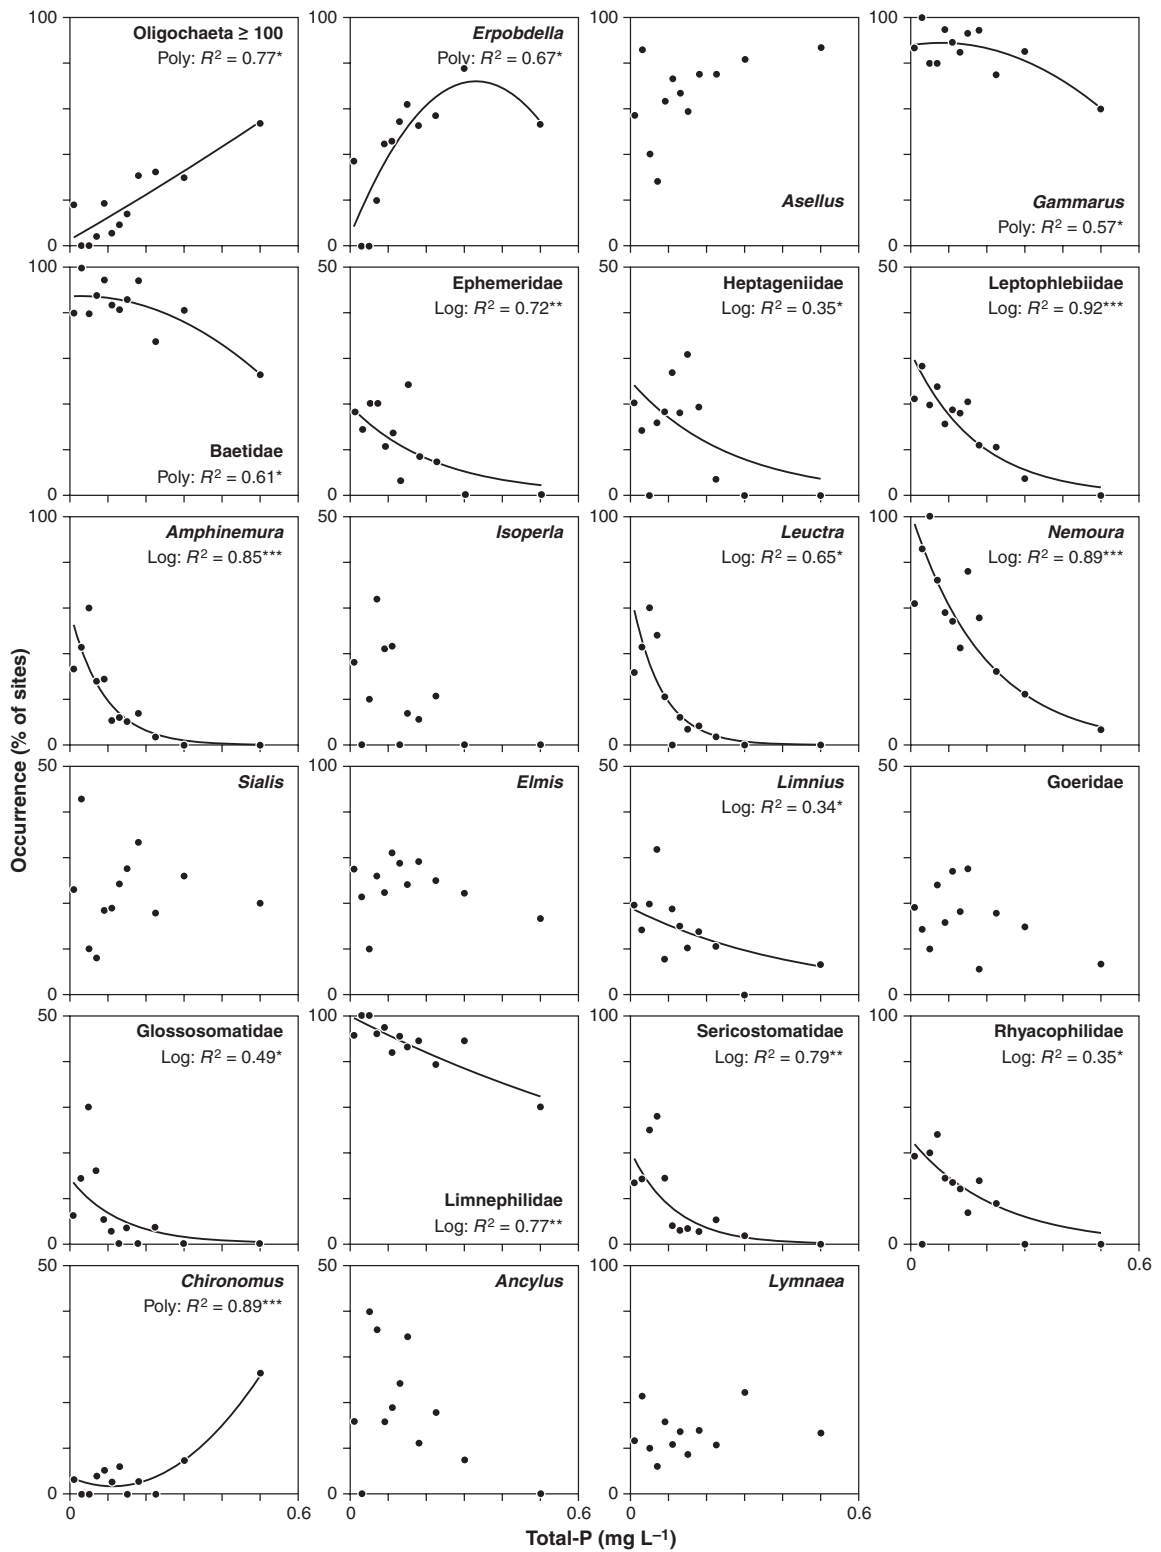 100
0
Oligochaeta ≥ 100
Poly: R² = 0.77*
100
0
Erpobdella
Poly: R² = 0.67*
100
0
Asellus
100
0
Gammarus
Poly: R² = 0.57*
100
0
Baetidae
Poly: R² = 0.61*
50
0
Ephemeridae
Log: R² = 0.72**
50
0
Heptageniidae
Log: R² = 0.35*
50
0
Leptophlebiidae
Log: R² = 0.92***
100
0
Amphinemura
Log: R² = 0.85***
50
0
Isoperla
100
0
Leuctra
Log: R² = 0.65*
100
0
Nemoura
Log: R² = 0.89***
Occurrence (% of sites)
50
0
Sialis
100
0
Elmis
50
0
Limnius
Log: R² = 0.34*
50
0
Goeridae
50
0
Glossosomatidae
Log: R² = 0.49*
100
0
Limnephilidae
Log: R² = 0.77**
100
0
Sericostomatidae
Log: R² = 0.79**
100
0
Rhyacophilidae
Log: R² = 0.35*
0 0.6
50
0
Chironomus
Poly: R² = 0.89***
0 0.6
50
0
Ancylus
0 0.6
100
0
Lymnaea
0 0.6
Total-P (mg L⁻¹)